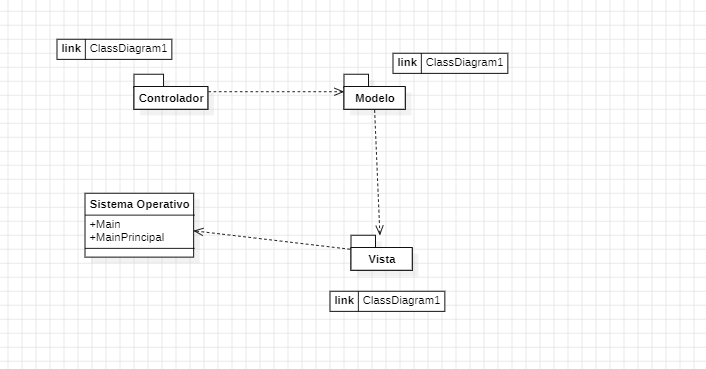 link ClassDiagram1
link ClassDiagram1
Controlador
Modelo
Sistema Operativo
+Main
+MainPrincipal
Vista
link ClassDiagram1